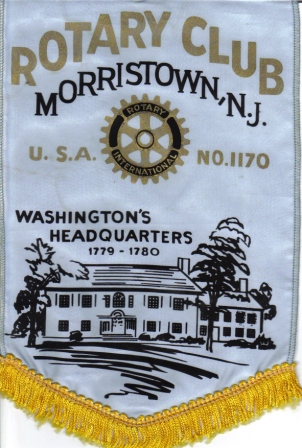 ROTARY CLUB
MORRISTOWN, N.J.
ROTARY
INTERNATIONAL
U.S.A. NO. 1170
WASHINGTON'S
HEADQUARTERS
1779 - 1780